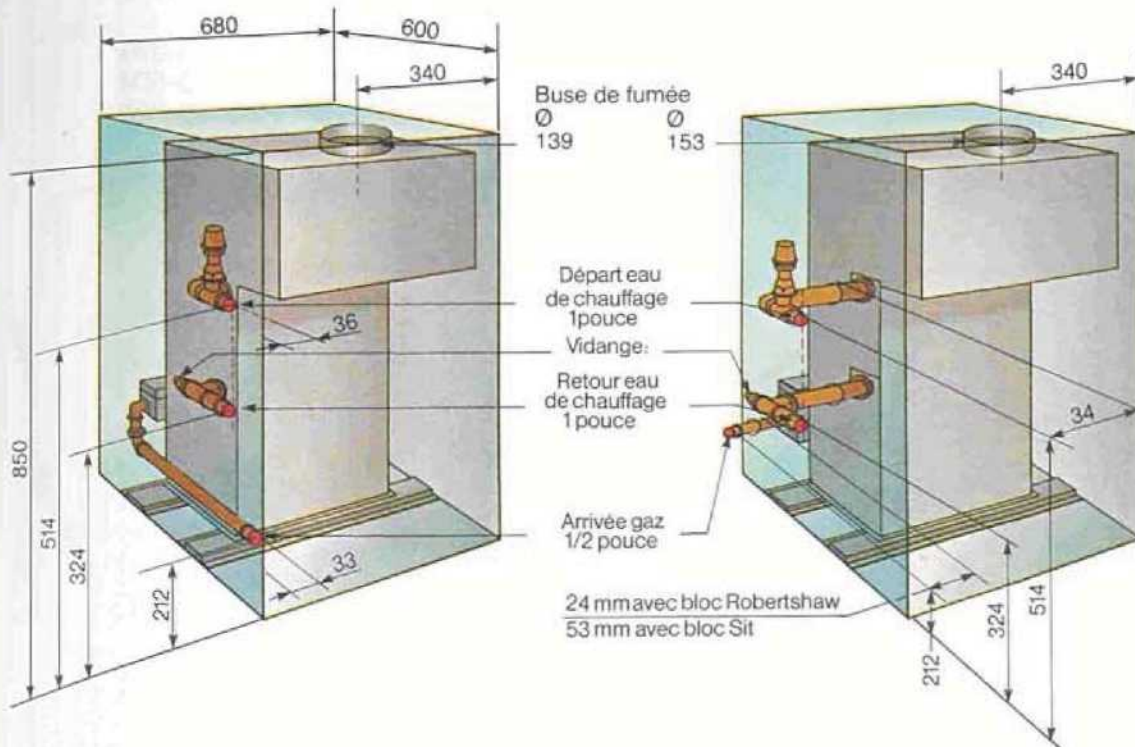 680
600
340
340
Buse de fumée
Ø Ø
139 153
Départ eau
de chauffage
1pouce
36
Vidange:
Retour eau
de chauffage
1 pouce
34
850
514
324
212
33
Arrivée gaz
1/2 pouce
24 mm avec bloc Robertshaw
53 mm avec bloc Sit
212
324
514